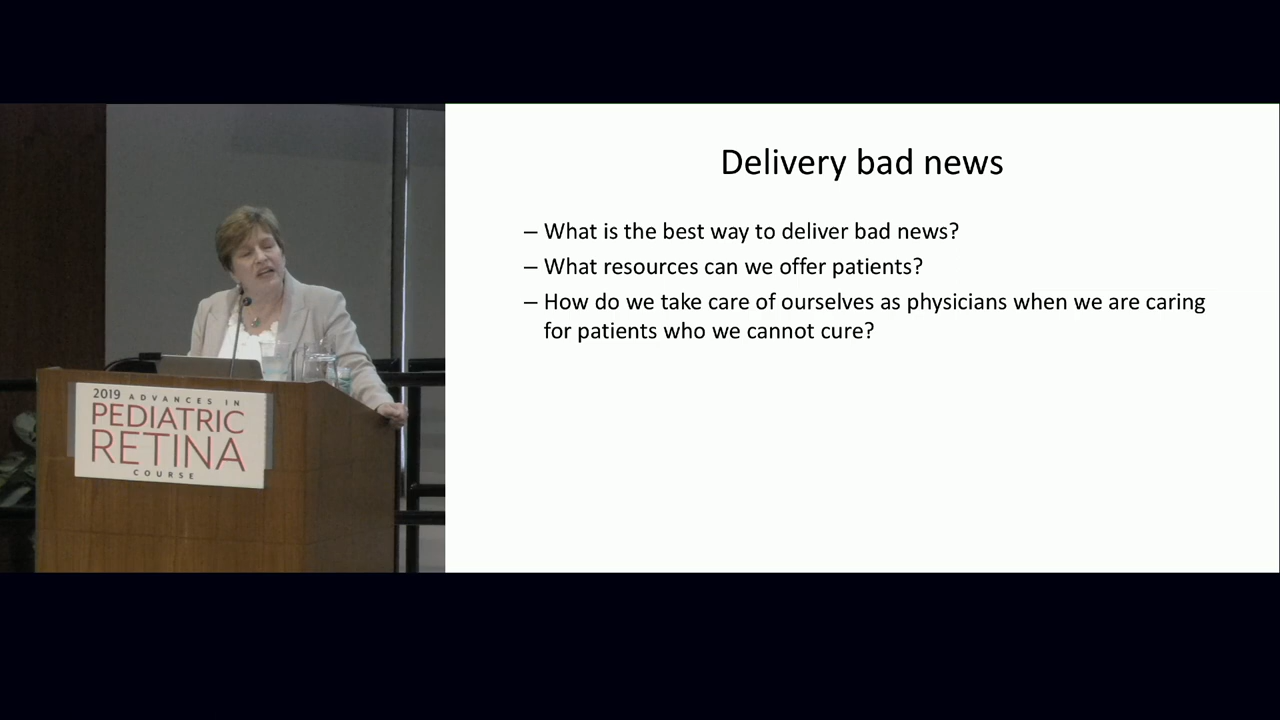 2019 ADVANCES IN
PEDIATRIC
RETINA
COURSE
Delivery bad news
– What is the best way to deliver bad news?
– What resources can we offer patients?
– How do we take care of ourselves as physicians when we are caring
for patients who we cannot cure?